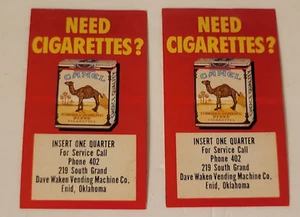 NEED
CIGARETTES?
CAMEL
INSERT ONE QUARTER
For Service Call
Phone 402
219 South Grand
Dave Waken Vending Machine Co.
Enid, Oklahoma
NEED
CIGARETTES?
CAMEL
INSERT ONE QUARTER
For Service Call
Phone 402
219 South Grand
Dave Waken Vending Machine Co.
Enid, Oklahoma